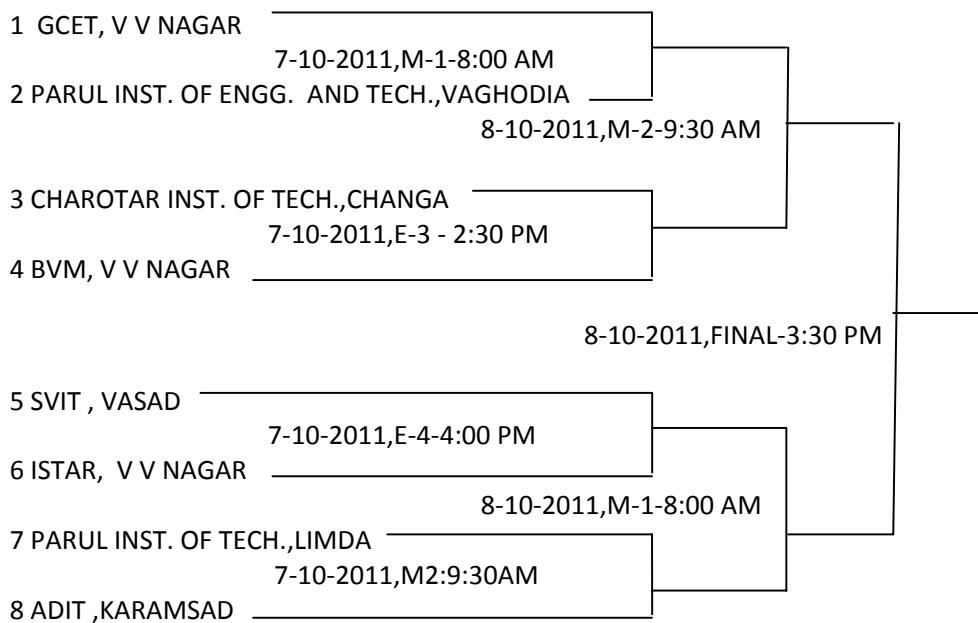 1 GCET, V V NAGAR
7-10-2011,M-1-8:00 AM
2 PARUL INST. OF ENGG. AND TECH.,VAGHODIA
8-10-2011,M-2-9:30 AM
3 CHAROTAR INST. OF TECH.,CHANGA
7-10-2011,E-3 - 2:30 PM
4 BVM, V V NAGAR
8-10-2011,FINAL-3:30 PM
5 SVIT , VASAD
7-10-2011,E-4-4:00 PM
6 ISTAR, V V NAGAR
8-10-2011,M-1-8:00 AM
7 PARUL INST. OF TECH.,LIMDA
7-10-2011,M2:9:30AM
8 ADIT ,KARAMSAD